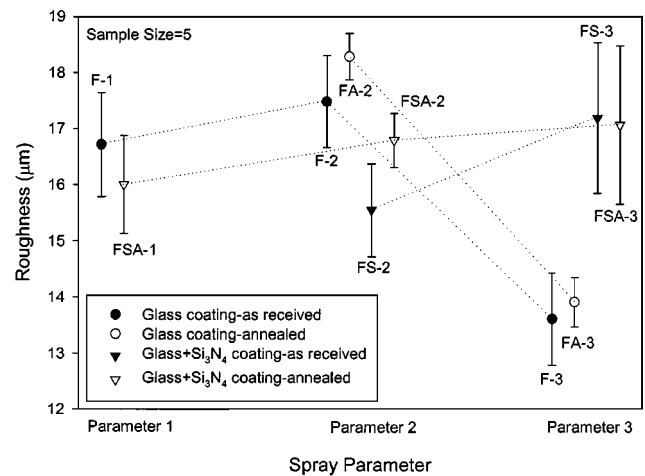 19
18
17
16
15
14
13
12
Roughness (μm)
Sample Size=5
F-1
FSA-1
F-2
FA-2
FSA-2
FS-2
FS-3
FSA-3
FA-3
F-3
Glass coating-as received
Glass coating-annealed
Glass+Si₃N₄ coating-as received
Glass+Si₃N₄ coating-annealed
Parameter 1
Parameter 2
Parameter 3
Spray Parameter